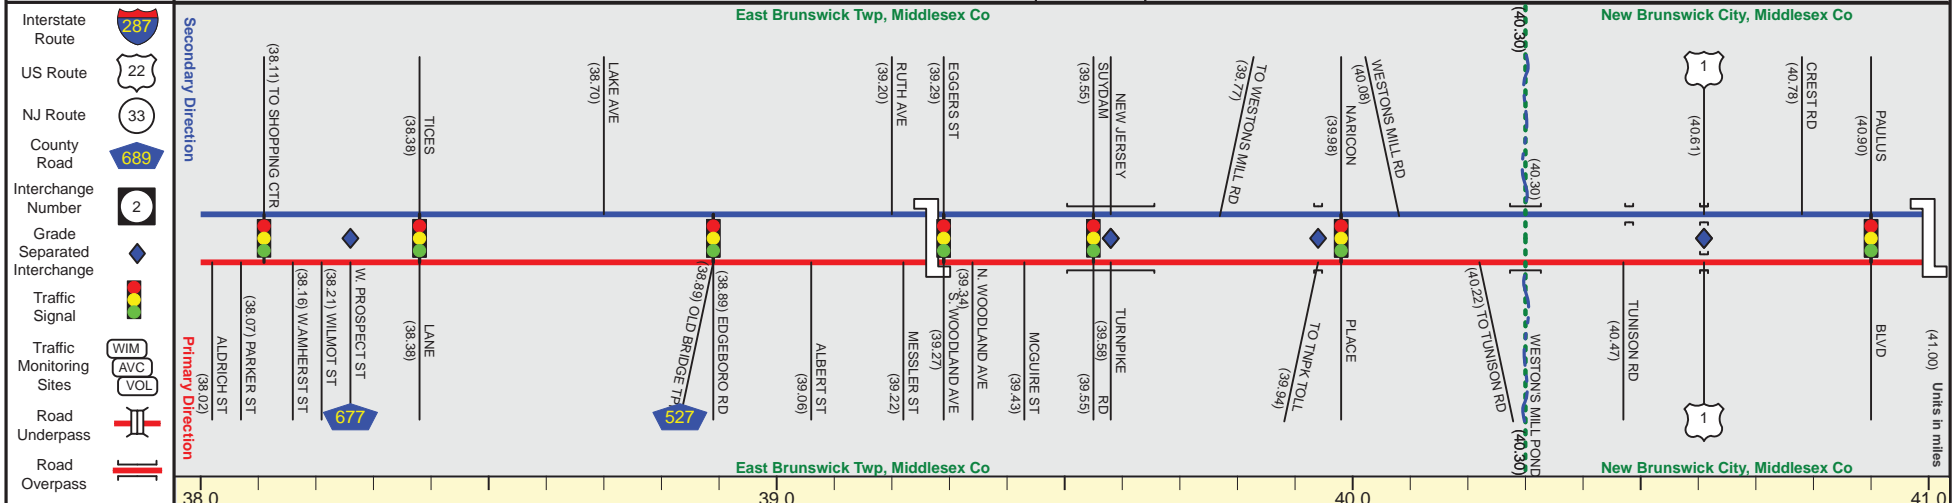 Interstate
Route
287
US Route
22
NJ Route
33
County
Road
689
Interchange
Number
2
Grade
Separated
Interchange
Traffic
Signal
Traffic
Monitoring
Sites
WIM
AVC
VOL
Road
Underpass
Road
Overpass
Secondary Direction
Primary Direction
East Brunswick Twp, Middlesex Co
New Brunswick City, Middlesex Co
(38.11) TO SHOPPING CTR
TICES
(38.38)
LAKE AVE
(38.70)
RUTH AVE
(39.20)
EGGERS ST
(39.29)
SUYDAM
(39.55)
NEW JERSEY
TO WESTONS MILL RD
(39.77)
NARICON
(39.98)
WESTONS MILL RD
(40.08)
(40.30)
(40.30)
1
(40.61)
CREST RD
(40.78)
PAULUS
(40.90)
ALDRICH ST
(38.02)
(38.07) PARKER ST
(38.16) W.AMHERST ST
(38.21) WILMOT ST
W. PROSPECT ST
677
LANE
(38.38)
(38.89) OLD BRIDGE TP
527
(38.89) EDGEBORO RD
ALBERT ST
(39.06)
MESSLER ST
(39.22)
S. WOODLAND AVE
(39.27)
N. WOODLAND AVE
(39.34)
MCGUIRE ST
(39.43)
RD
(39.55)
TURNPIKE
(39.58)
TO TNPK TOLL
(39.94)
PLACE
(40.22) TO TUNISON RD
WESTONS MILL POND
(40.30)
TUNISON RD
(40.47)
1
BLVD
(41.00)
Units in miles
East Brunswick Twp, Middlesex Co
New Brunswick City, Middlesex Co
38.0
39.0
40.0
41.0